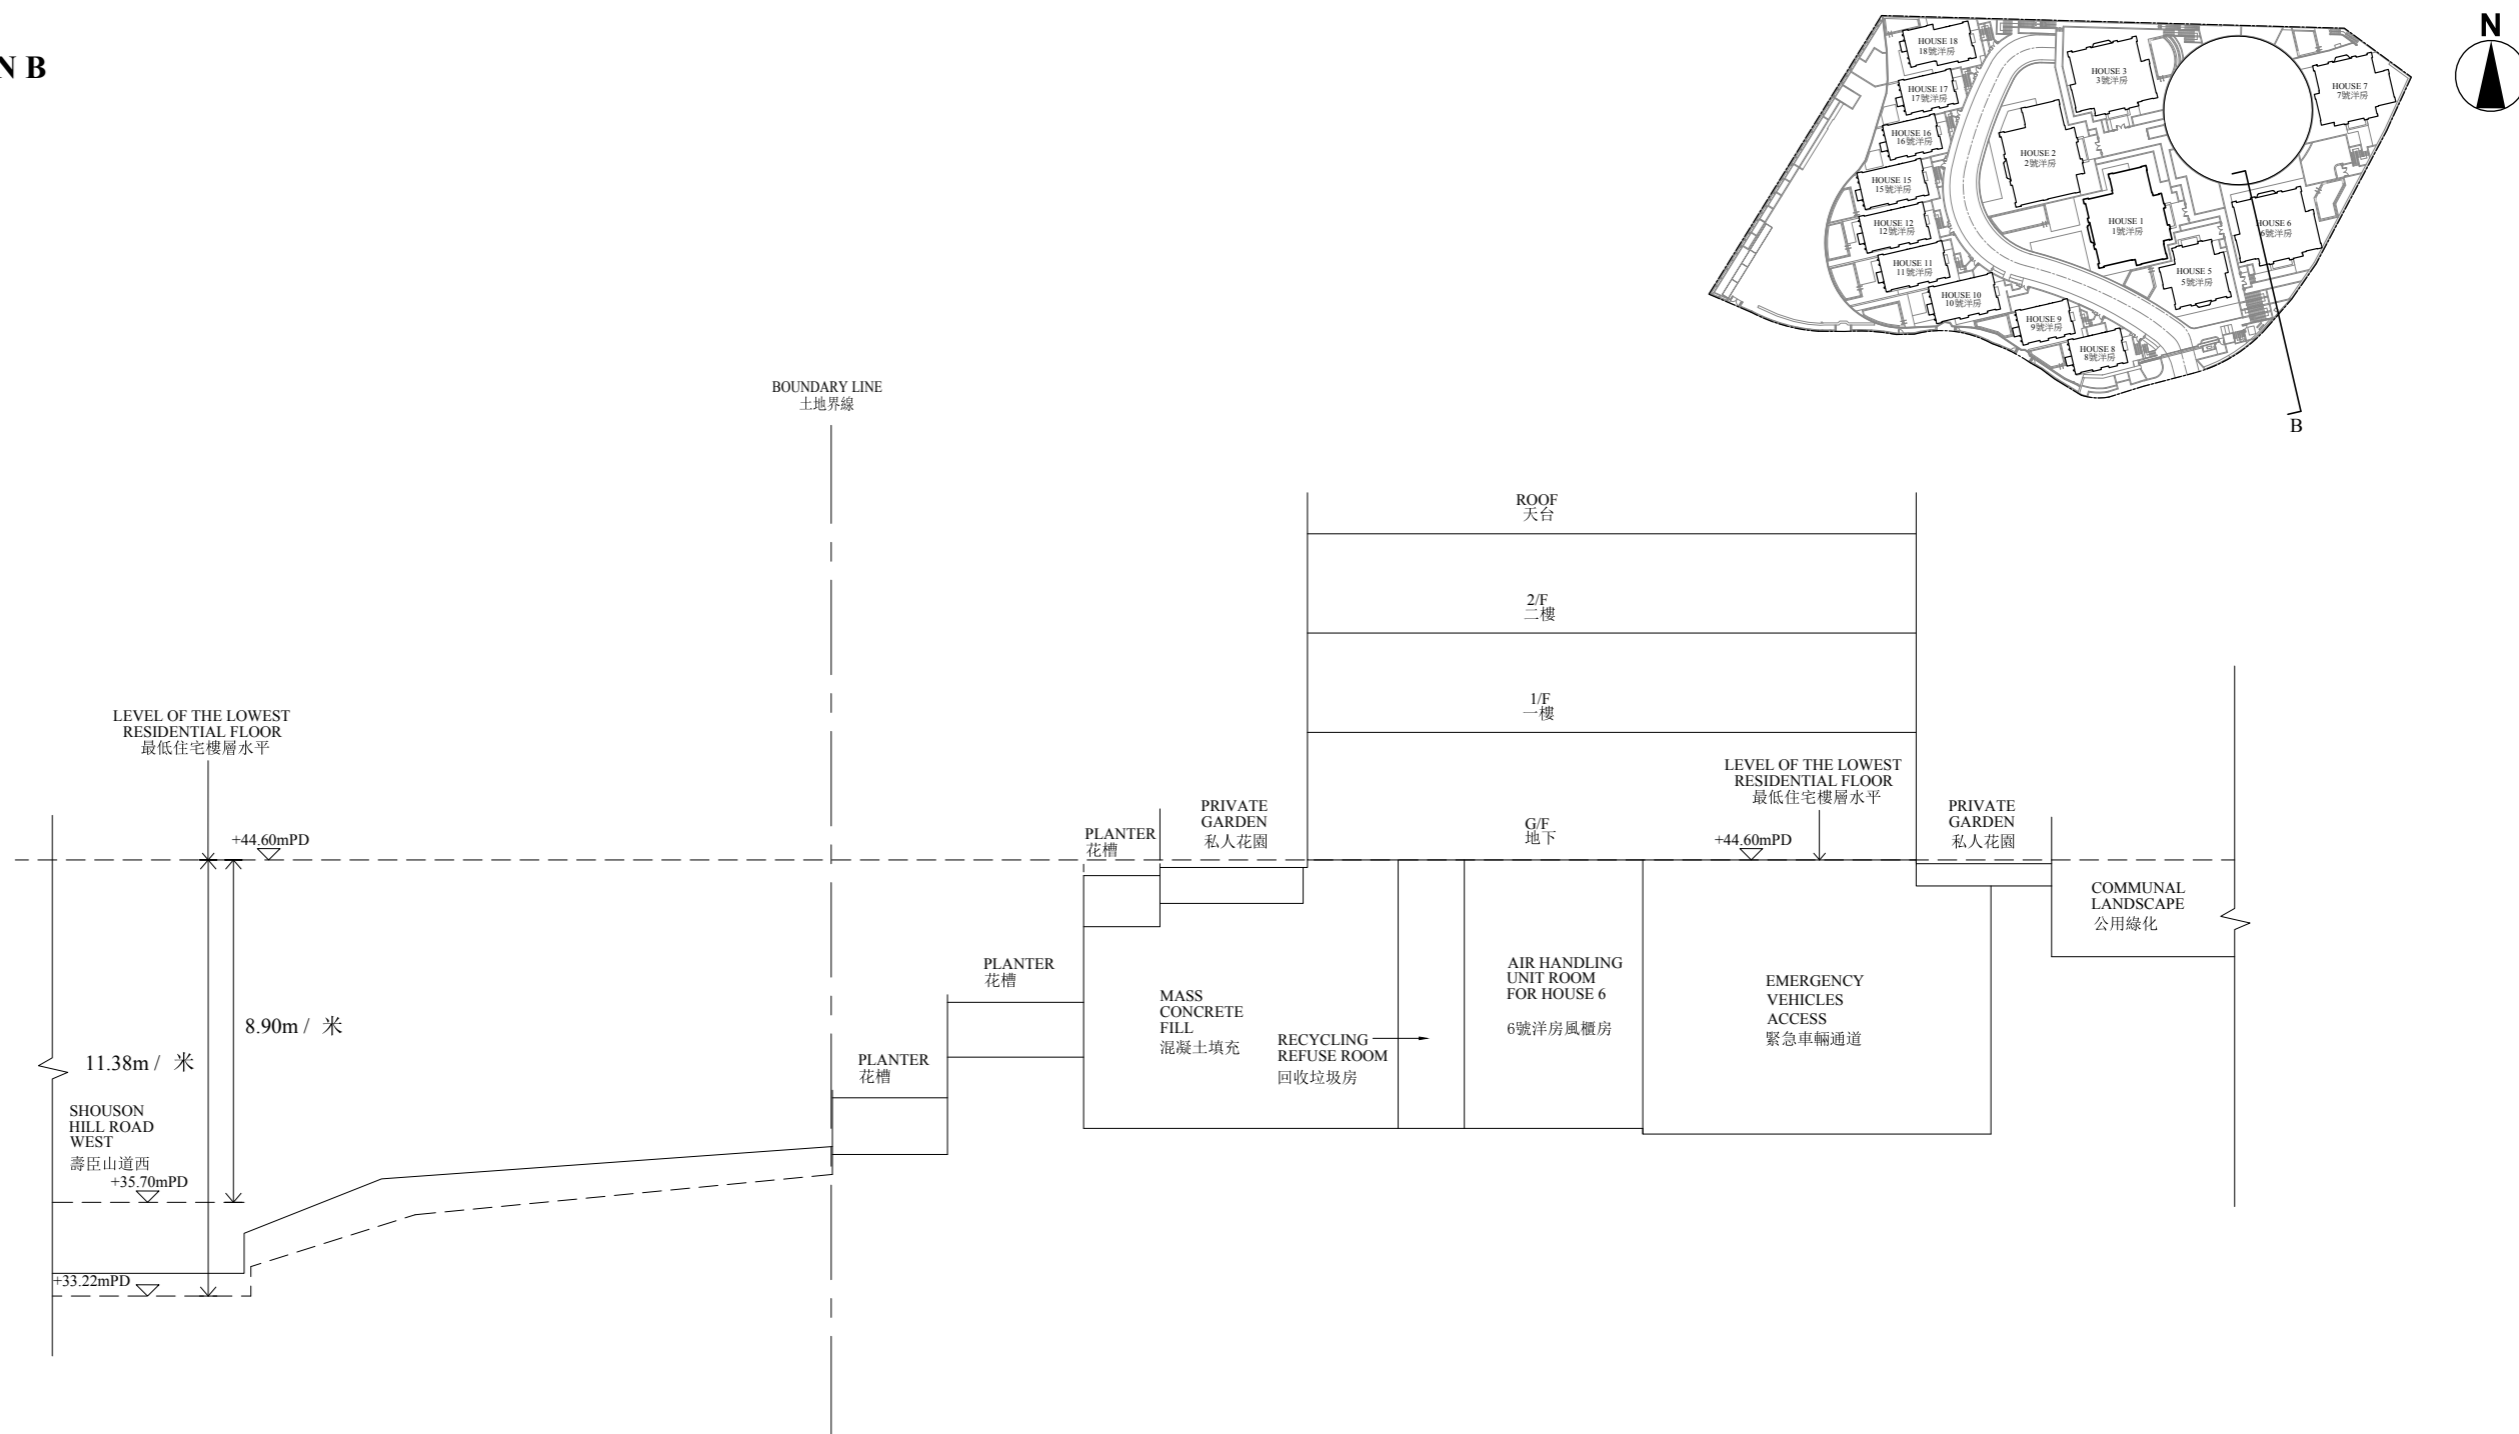 N B
N
HOUSE 18
18號洋房
HOUSE 17
17號洋房
HOUSE 16
16號洋房
HOUSE 15
15號洋房
HOUSE 12
12號洋房
HOUSE 11
11號洋房
HOUSE 10
10號洋房
HOUSE 9
9號洋房
HOUSE 8
8號洋房
HOUSE 3
3號洋房
HOUSE 2
2號洋房
HOUSE 1
1號洋房
HOUSE 5
5號洋房
HOUSE 6
6號洋房
HOUSE 7
7號洋房
B
BOUNDARY LINE
土地界線
ROOF
天台
2/F
二樓
1/F
一樓
G/F
地下
LEVEL OF THE LOWEST
RESIDENTIAL FLOOR
最低住宅樓層水平
+44.60mPD
8.90m / 米
11.38m / 米
SHOUSON
HILL ROAD
WEST
壽臣山道西
+35.70mPD
+33.22mPD
PLANTER
花槽
PLANTER
花槽
PLANTER
花槽
PRIVATE
GARDEN
私人花園
MASS
CONCRETE
FILL
混凝土填充
RECYCLING
REFUSE ROOM
回收垃圾房
AIR HANDLING
UNIT ROOM
FOR HOUSE 6
6號洋房風櫃房
LEVEL OF THE LOWEST
RESIDENTIAL FLOOR
最低住宅樓層水平
+44.60mPD
EMERGENCY
VEHICLES
ACCESS
緊急車輛通道
PRIVATE
GARDEN
私人花園
COMMUNAL
LANDSCAPE
公用綠化